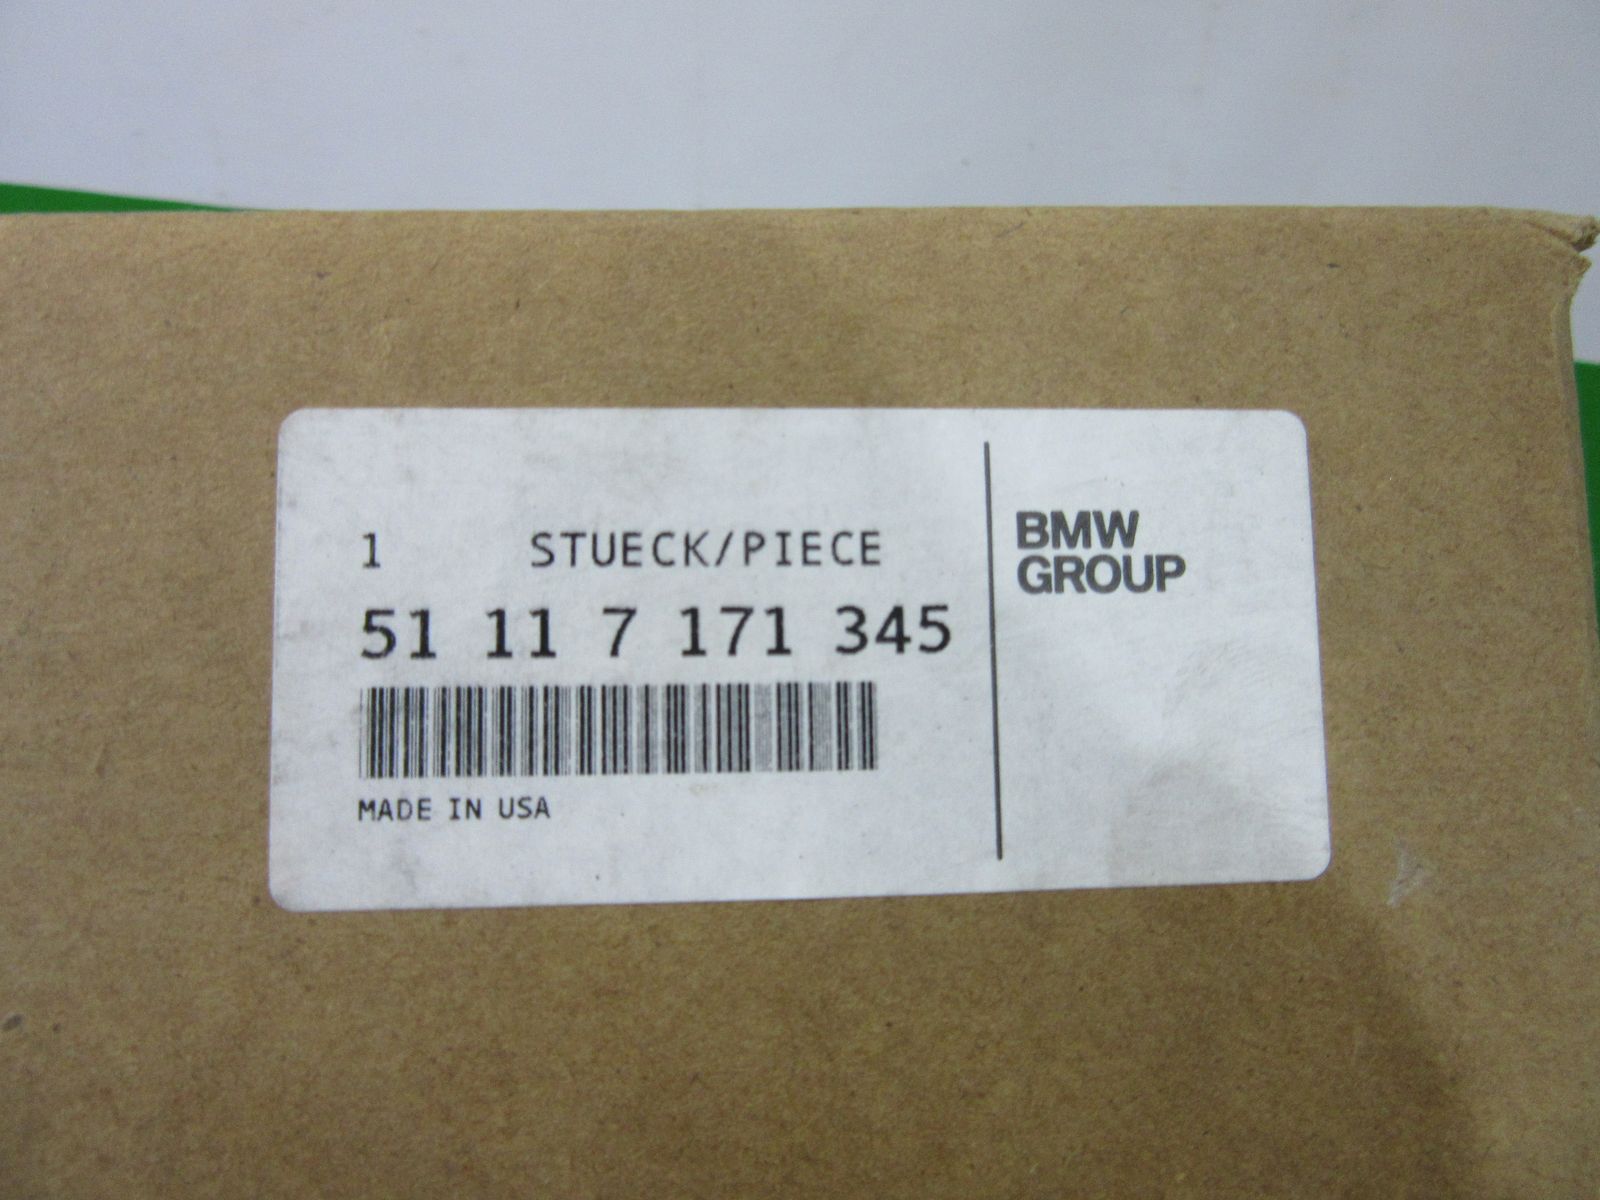 1 STUECK/PIECE
51 11 7 171 345
MADE IN USA
BMW
GROUP